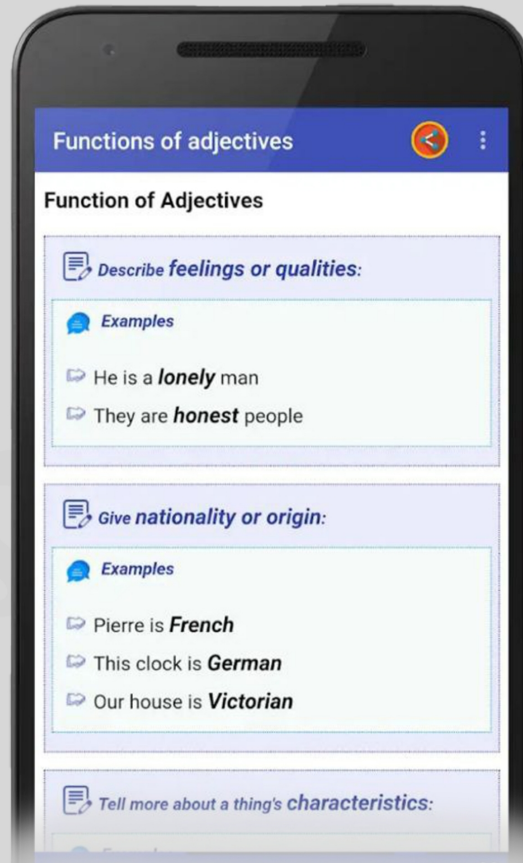 Functions of adjectives
Function of Adjectives
Describe feelings or qualities:
Examples
He is a lonely man
They are honest people
Give nationality or origin:
Examples
Pierre is French
This clock is German
Our house is Victorian
Tell more about a thing's characteristics:
Examples